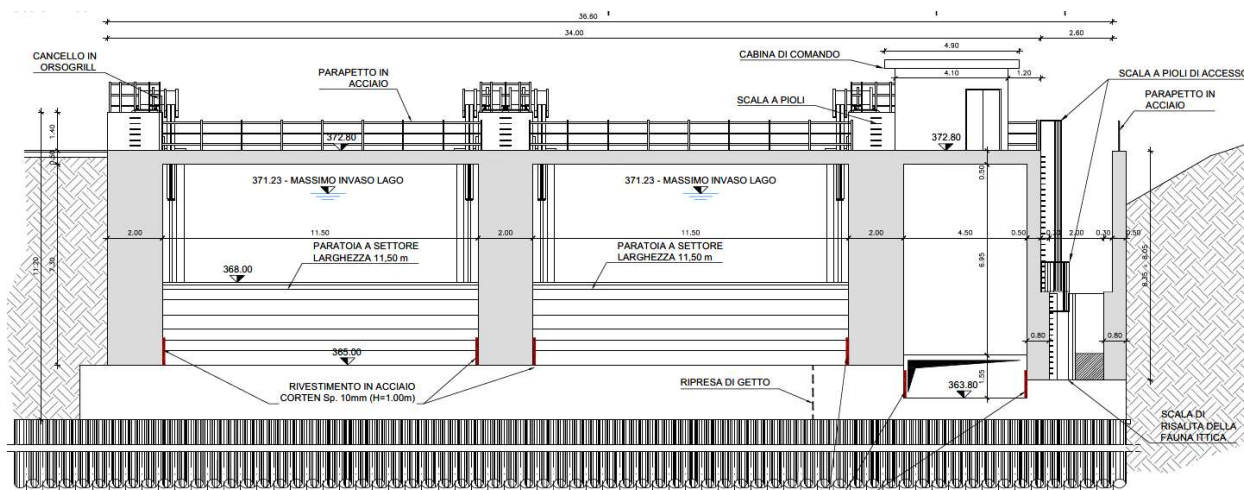 36.60
34.00
2.60
CANCELLO IN
ORSOGRILL
PARAPETTO IN
ACCIAIO
CABINA DI COMANDO
4.90
4.10
1.20
SCALA A PIOLI
SCALA A PIOLI DI ACCESSO
PARAPETTO IN
ACCIAIO
1.40
0.50
372.80
372.80
0.50
371.23 - MASSIMO INVASO LAGO
371.23 - MASSIMO INVASO LAGO
2.00
11.50
2.00
11.50
2.00
4.50
0.50
2.00
0.30
0.50
PARATOIA A SETTORE
LARGHEZZA 11,50 m
PARATOIA A SETTORE
LARGHEZZA 11,50 m
11.20
7.30
6.95
368.00
0.80
0.80
365.00
RIVESTIMENTO IN ACCIAIO
CORTEN Sp. 10mm (H=1.00m)
RIPRESA DI GETTO
1.55
363.80
SCALA DI
RISALITA DELLA
FAUNA ITTICA